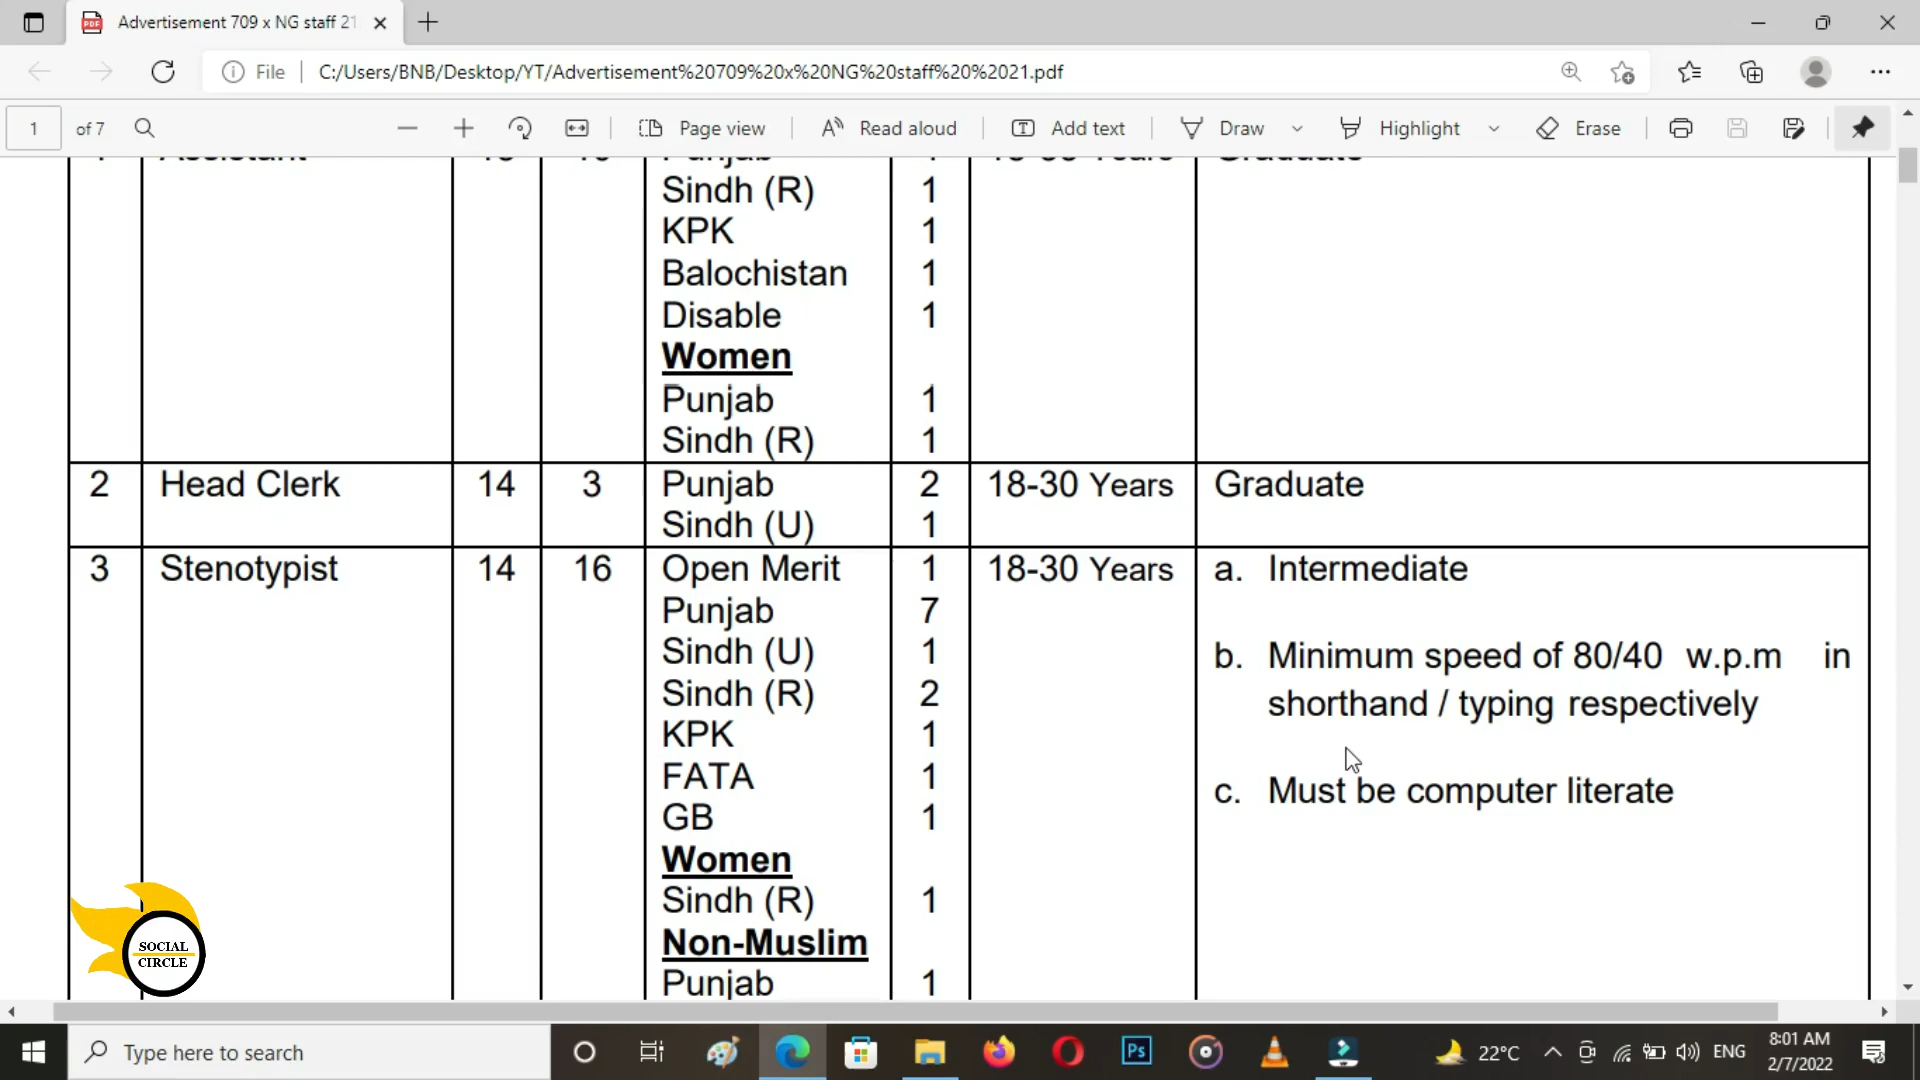 Advertisement 709 x NG staff 21
File
C:/Users/BNB/Desktop/YT/Advertisement%20709%20x%20NG%20staff%20%2021.pdf
1 of 7
Page view
Read aloud
Add text
Draw
Highlight
Erase
Sindh (R) 1
KPK 1
Balochistan 1
Disable 1
Women
Punjab 1
Sindh (R) 1
2 Head Clerk 14 3 Punjab 2 18-30 Years Graduate
Sindh (U) 1
3 Stenotypist 14 16 Open Merit 1 18-30 Years a. Intermediate
Punjab 7
Sindh (U) 1 b. Minimum speed of 80/40 w.p.m in
Sindh (R) 2 shorthand / typing respectively
KPK 1
FATA 1 c. Must be computer literate
GB 1
Women
Sindh (R) 1
Non-Muslim
Punjab 1
SOCIAL
CIRCLE
Type here to search
Ps
22°C
ENG
8:01 AM
2/7/2022